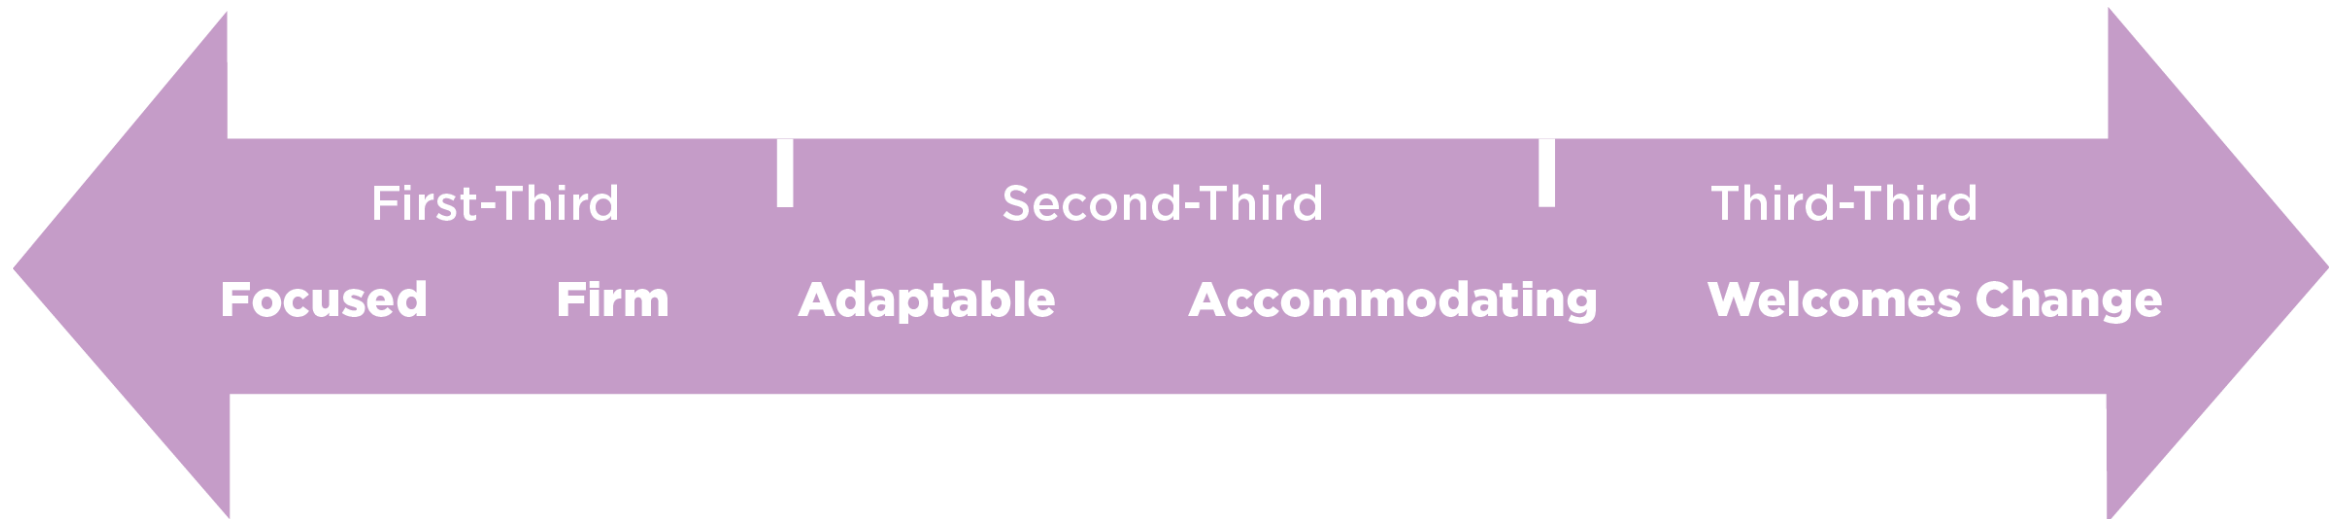 First-Third Second-Third Third-Third
Focused Firm Adaptable Accommodating Welcomes Change